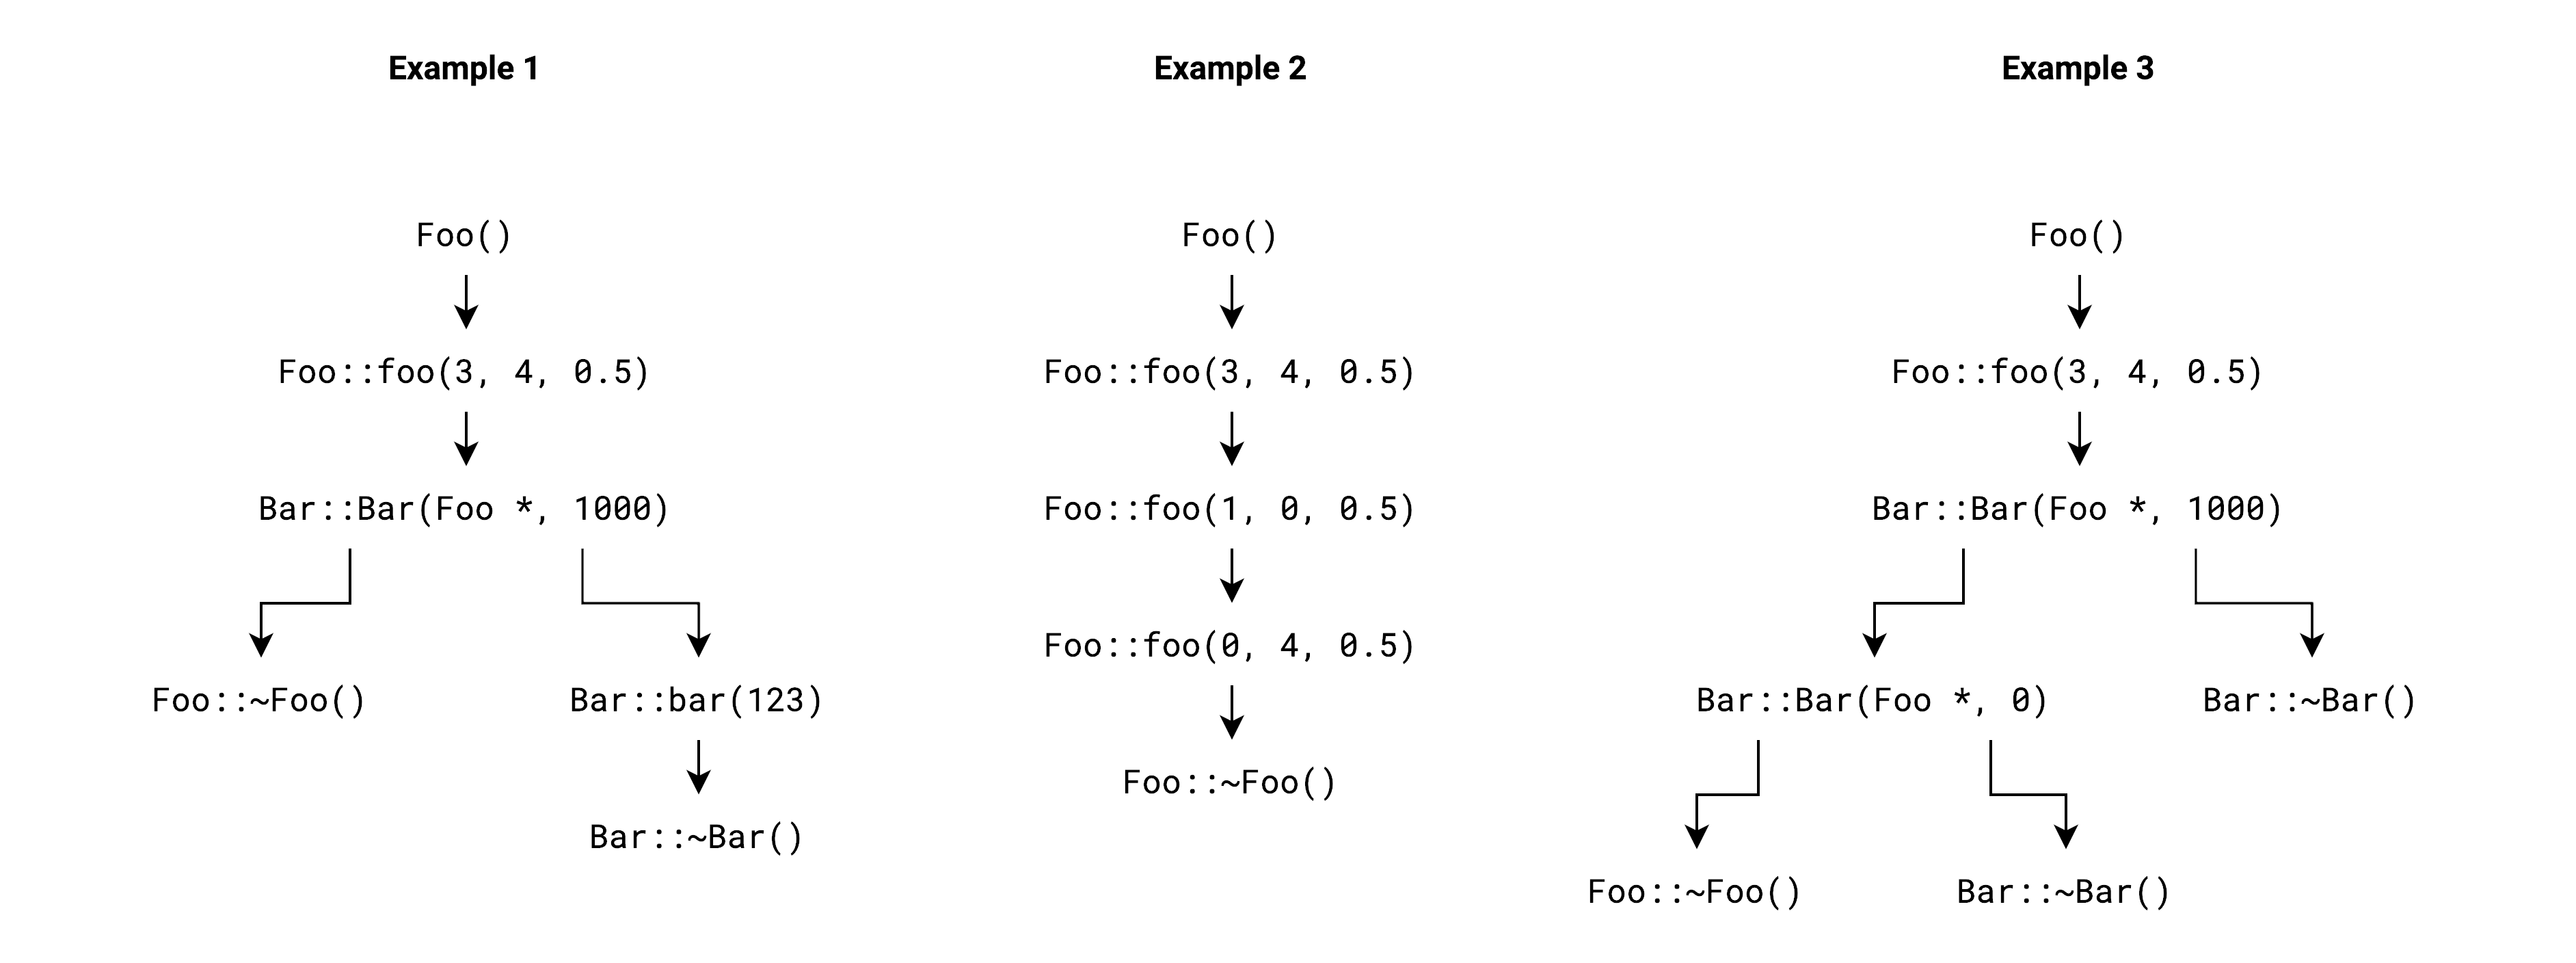 Example 1
Foo()
Foo::foo(3, 4, 0.5)
Bar::Bar(Foo *, 1000)
Foo::~Foo()
Bar::bar(123)
Bar::~Bar()
Example 2
Foo()
Foo::foo(3, 4, 0.5)
Foo::foo(1, 0, 0.5)
Foo::foo(0, 4, 0.5)
Foo::~Foo()
Example 3
Foo()
Foo::foo(3, 4, 0.5)
Bar::Bar(Foo *, 1000)
Bar::Bar(Foo *, 0)
Bar::~Bar()
Foo::~Foo()
Bar::~Bar()